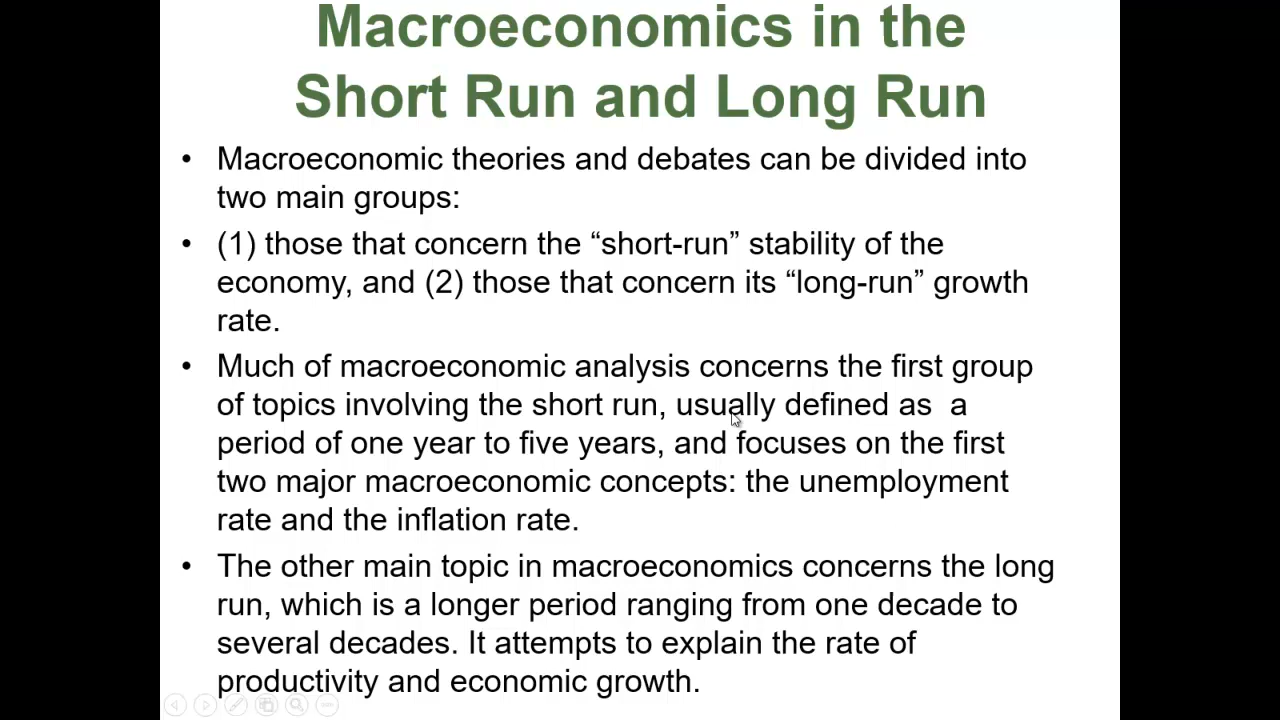 Macroeconomics in the
Short Run and Long Run
• Macroeconomic theories and debates can be divided into
two main groups:
• (1) those that concern the “short-run” stability of the
economy, and (2) those that concern its “long-run” growth
rate.
• Much of macroeconomic analysis concerns the first group
of topics involving the short run, usually defined as  a
period of one year to five years, and focuses on the first
two major macroeconomic concepts: the unemployment
rate and the inflation rate.
• The other main topic in macroeconomics concerns the long
run, which is a longer period ranging from one decade to
several decades. It attempts to explain the rate of
productivity and economic growth.